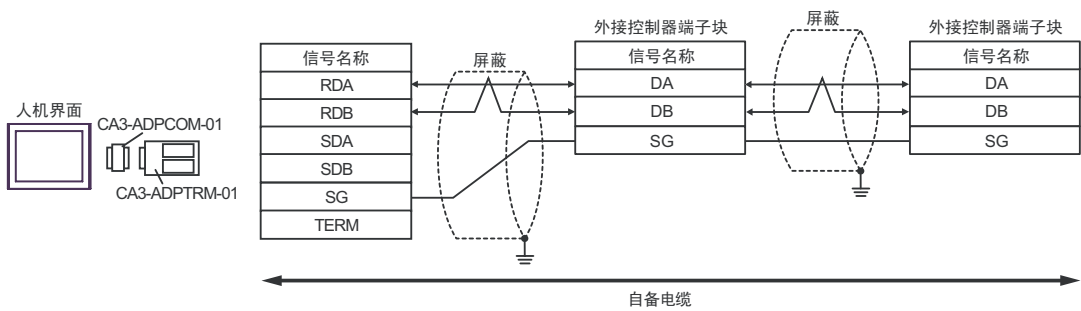 人机界面
CA3-ADPCOM-01
CA3-ADPTRM-01
信号名称
RDA
RDB
SDA
SDB
SG
TERM
屏蔽
外接控制器端子块
信号名称
DA
DB
SG
屏蔽
外接控制器端子块
信号名称
DA
DB
SG
自备电缆